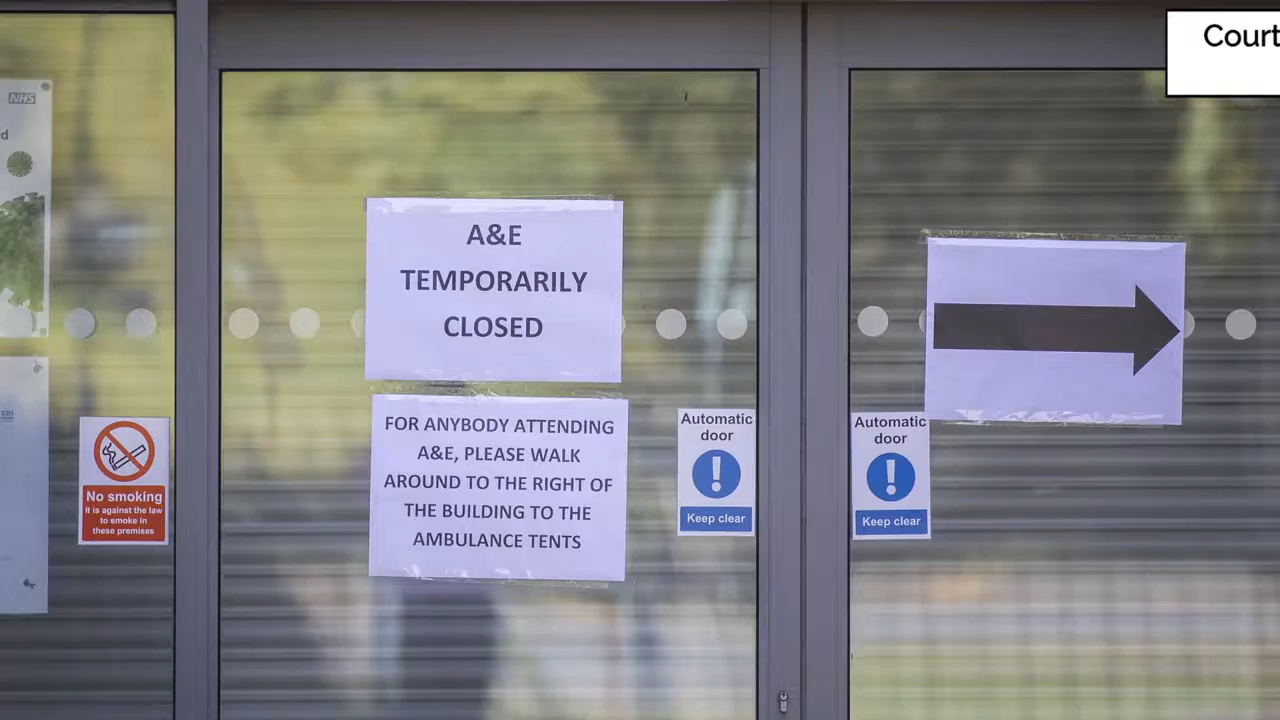 Court
NHS
d
A&E
TEMPORARILY
CLOSED
FOR ANYBODY ATTENDING
A&E, PLEASE WALK
AROUND TO THE RIGHT OF
THE BUILDING TO THE
AMBULANCE TENTS
No smoking
It is against the law
to smoke in
these premises
Automatic
door
Keep clear
Automatic
door
Keep clear